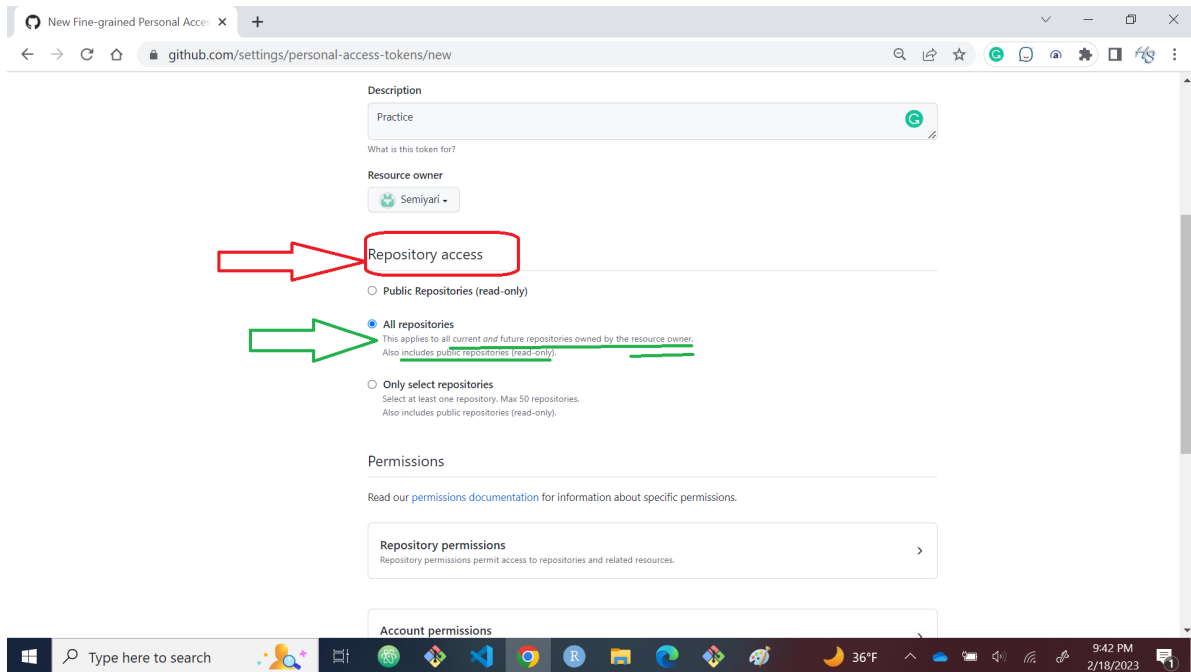 New Fine-grained Personal Acce
github.com/settings/personal-access-tokens/new
Description
Practice
What is this token for?
Resource owner
Semiyari
Repository access
Public Repositories (read-only)
All repositories
This applies to all current and future repositories owned by the resource owner.
Also includes public repositories (read-only).
Only select repositories
Select at least one repository. Max 50 repositories.
Also includes public repositories (read-only).
Permissions
Read our permissions documentation for information about specific permissions.
Repository permissions
Repository permissions permit access to repositories and related resources.
Account permissions
Type here to search
36°F
9:42 PM
2/18/2023
1